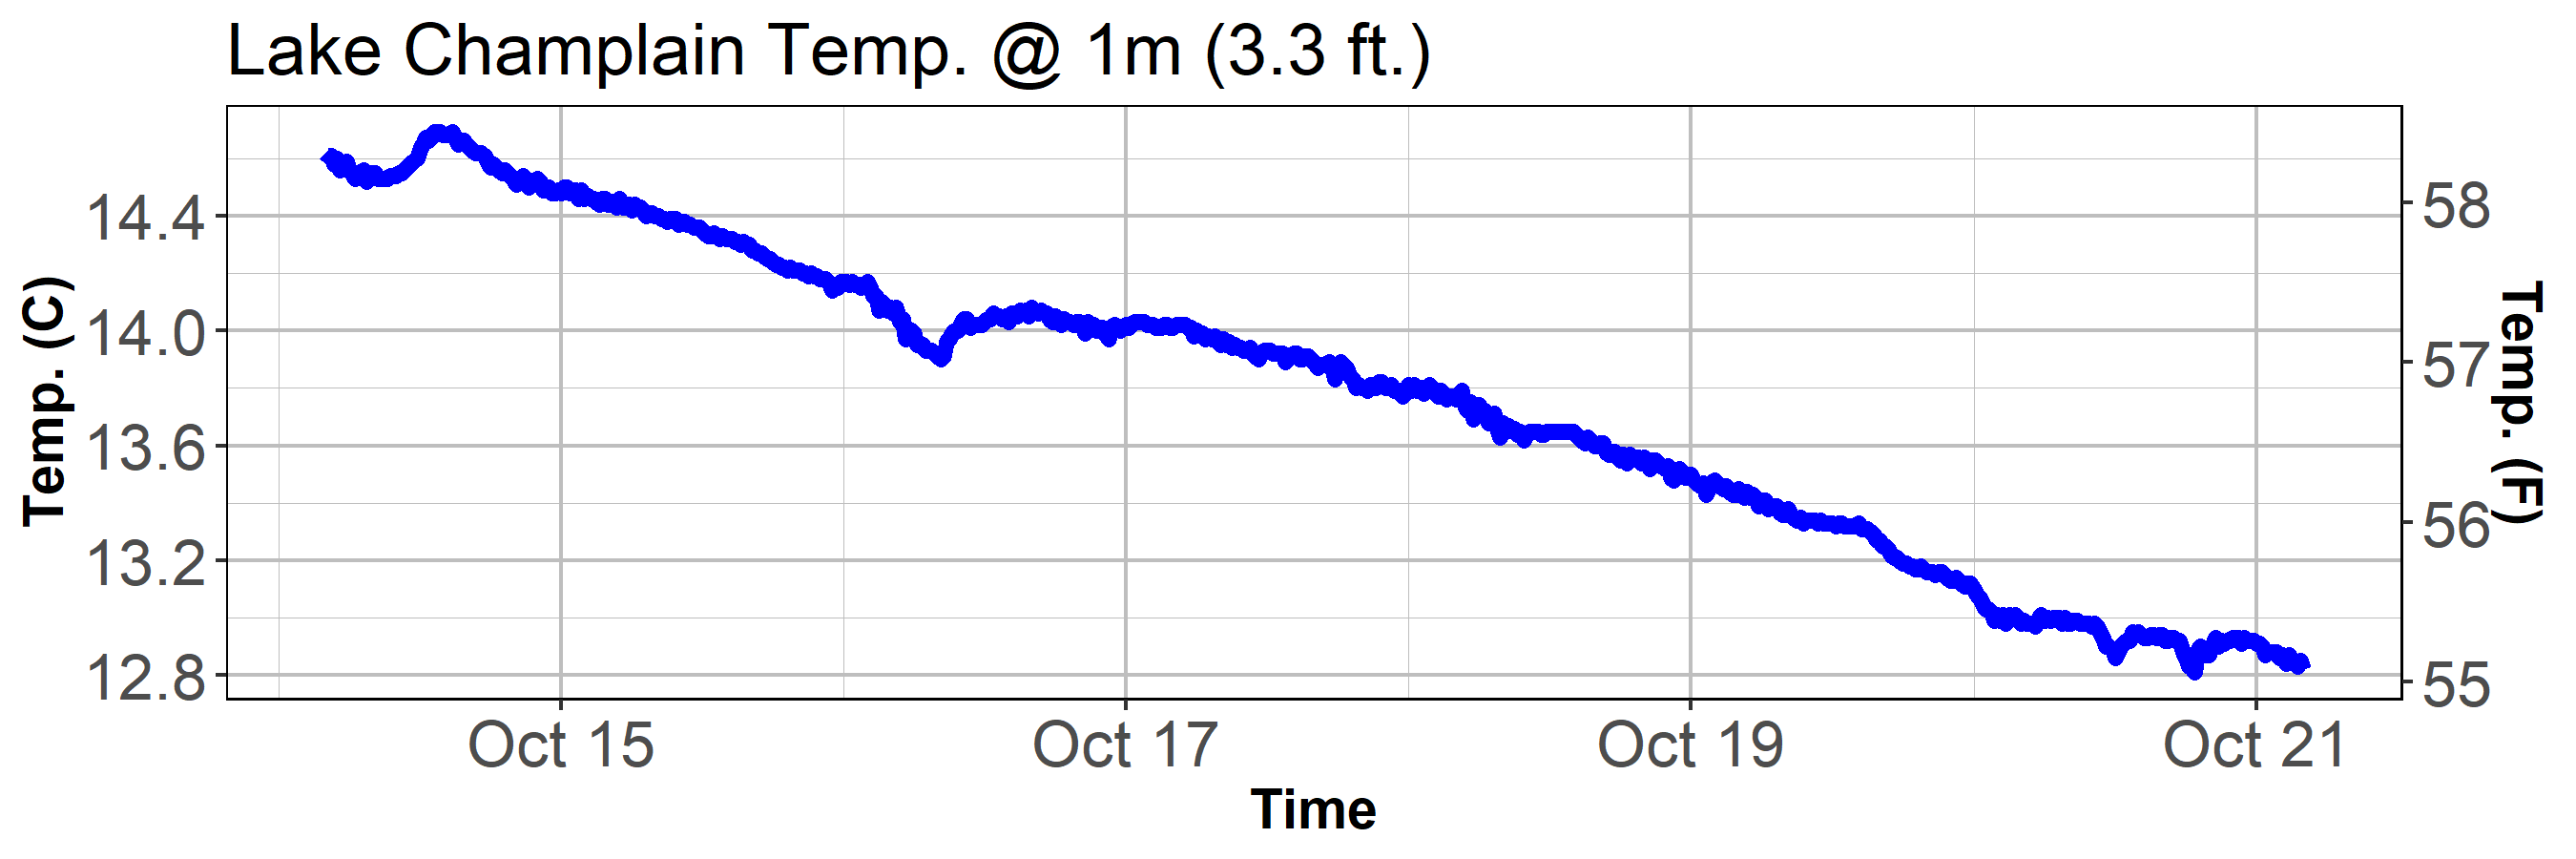 Lake Champlain Temp. @ 1m (3.3 ft.)
Temp. (C)
14.4
14.0
13.6
13.2
12.8
58
57
56
55
Temp. (F)
Oct 15 Oct 17 Oct 19 Oct 21
Time